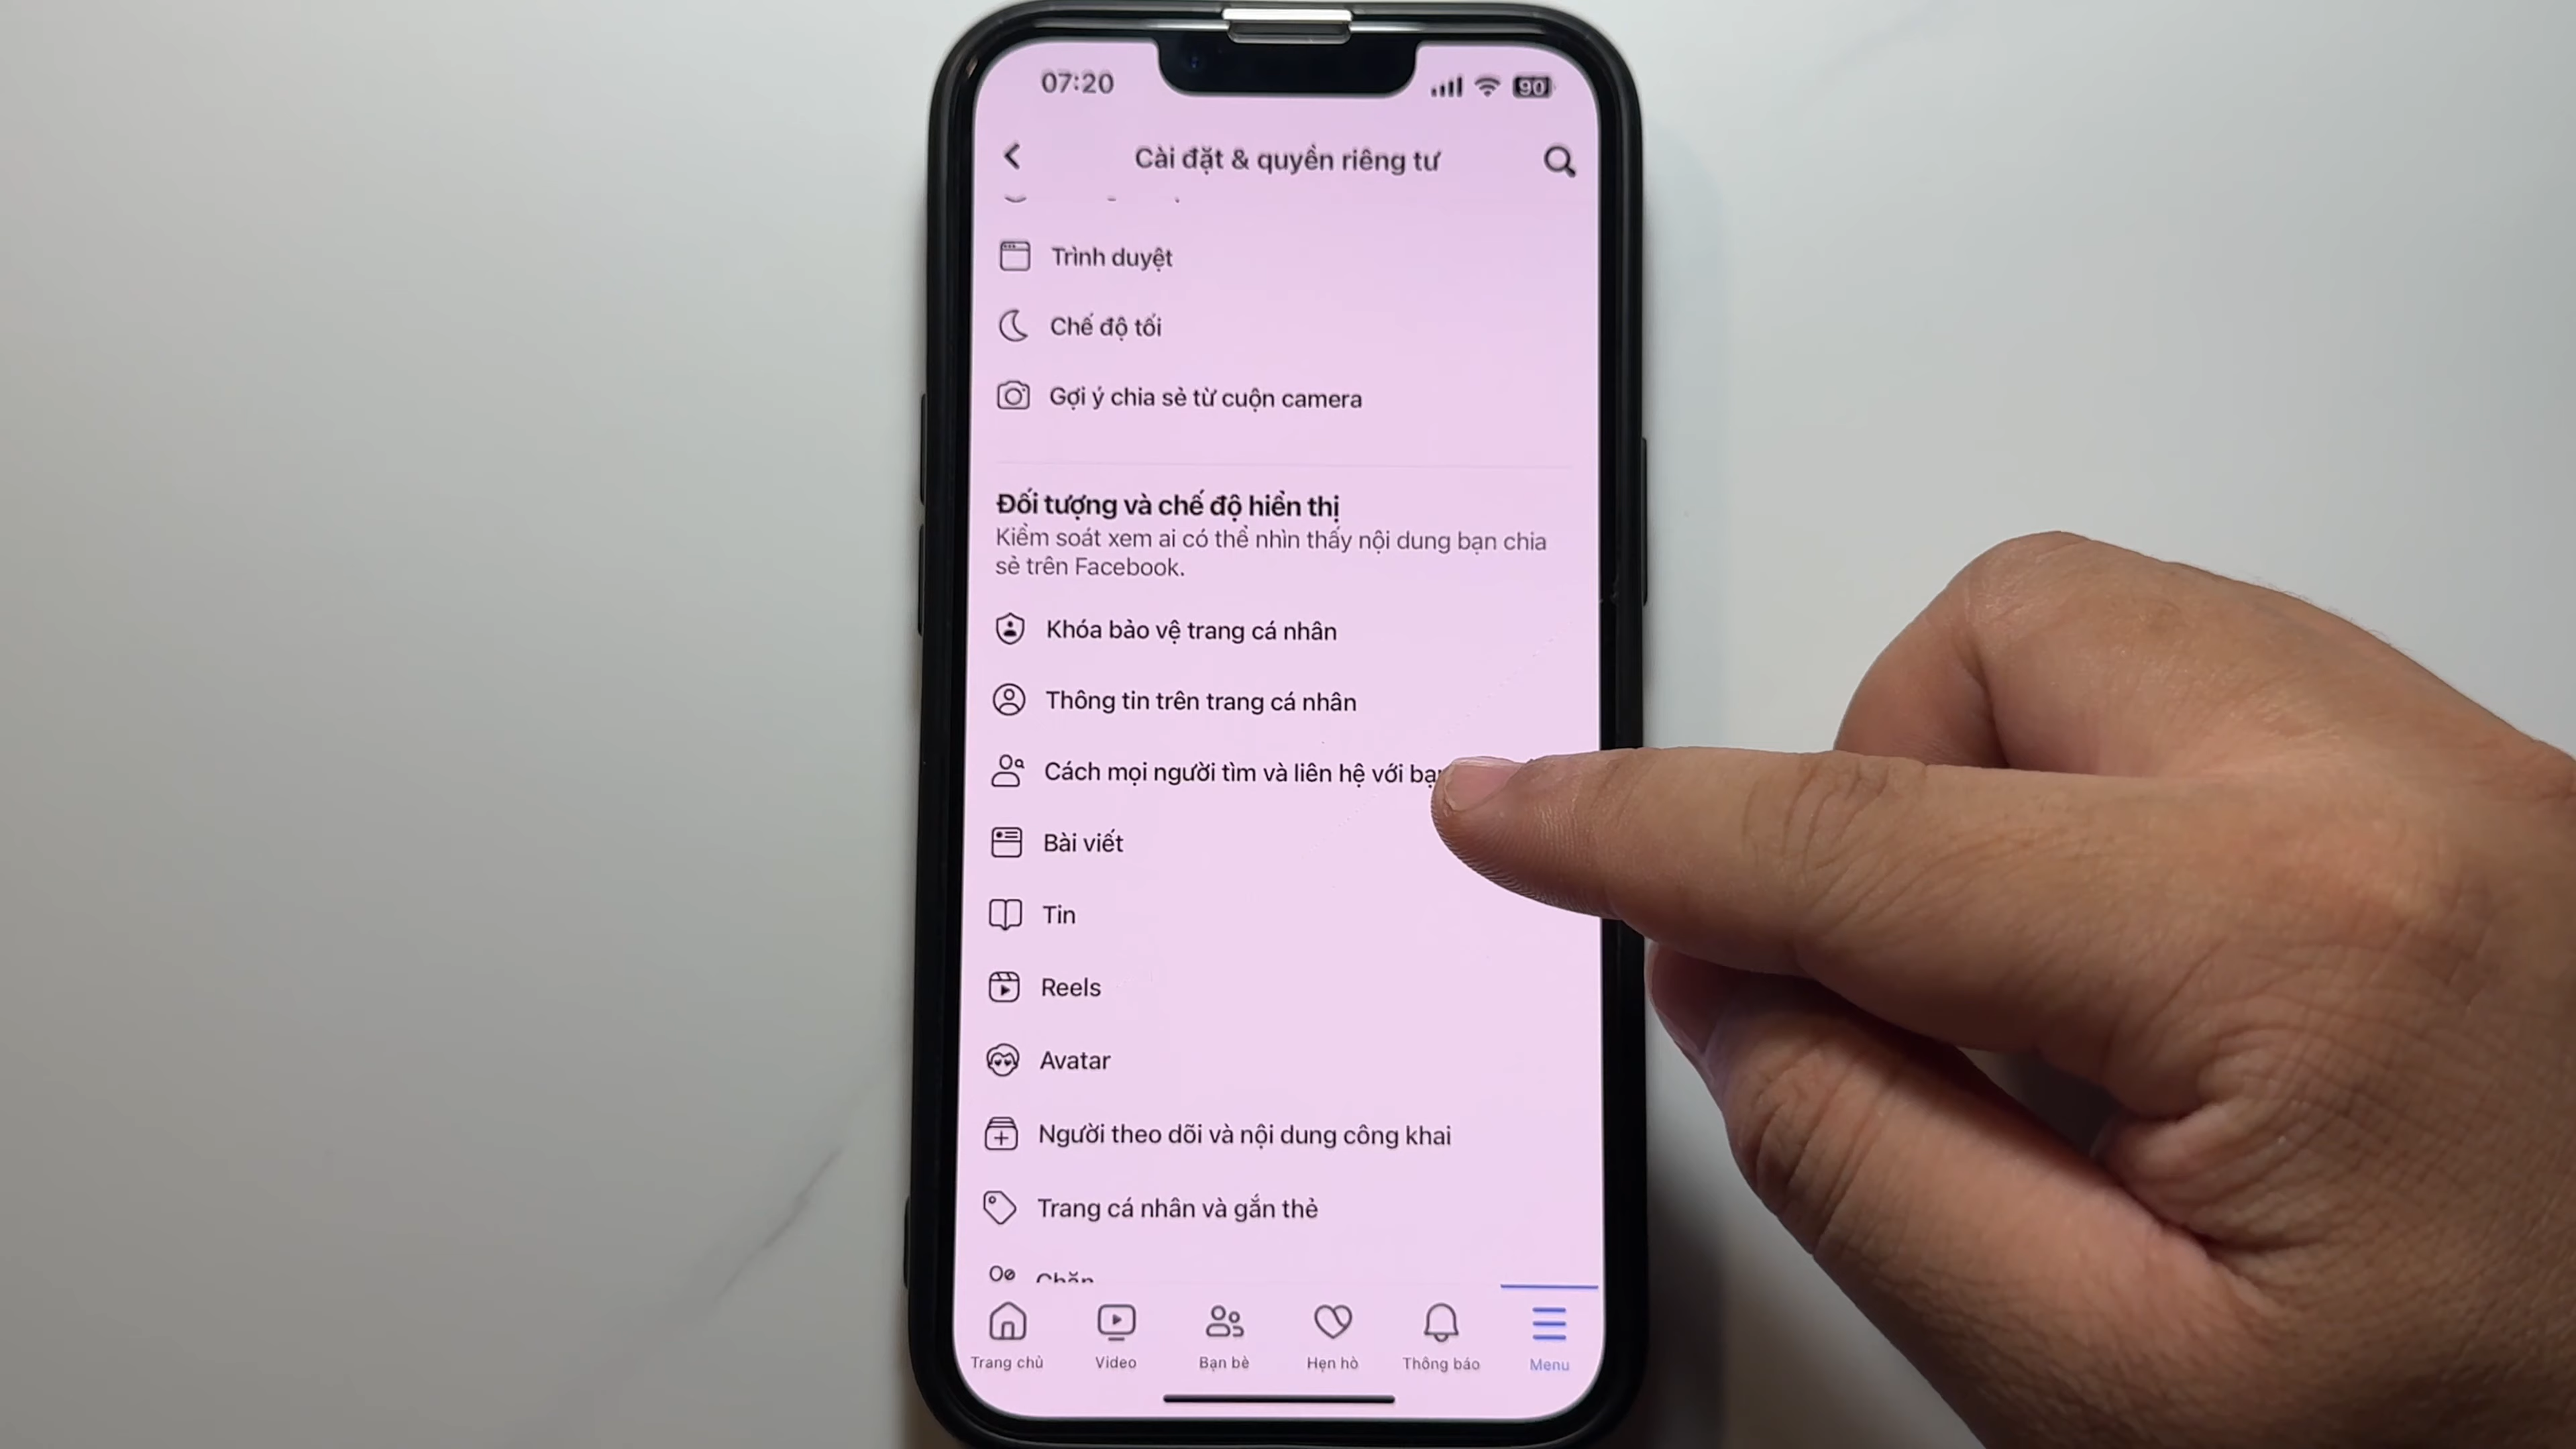 07:20
90
Cài đặt & quyền riêng tư
Trình duyệt
Chế độ tối
Gợi ý chia sẻ từ cuộn camera
Đối tượng và chế độ hiển thị
Kiểm soát xem ai có thể nhìn thấy nội dung bạn chia
sẻ trên Facebook.
Khóa bảo vệ trang cá nhân
Thông tin trên trang cá nhân
Cách mọi người tìm và liên hệ với bạn
Bài viết
Tin
Reels
Avatar
Người theo dõi và nội dung công khai
Trang cá nhân và gắn thẻ
Chặn
Trang chủ
Video
Bạn bè
Hẹn hò
Thông báo
Menu